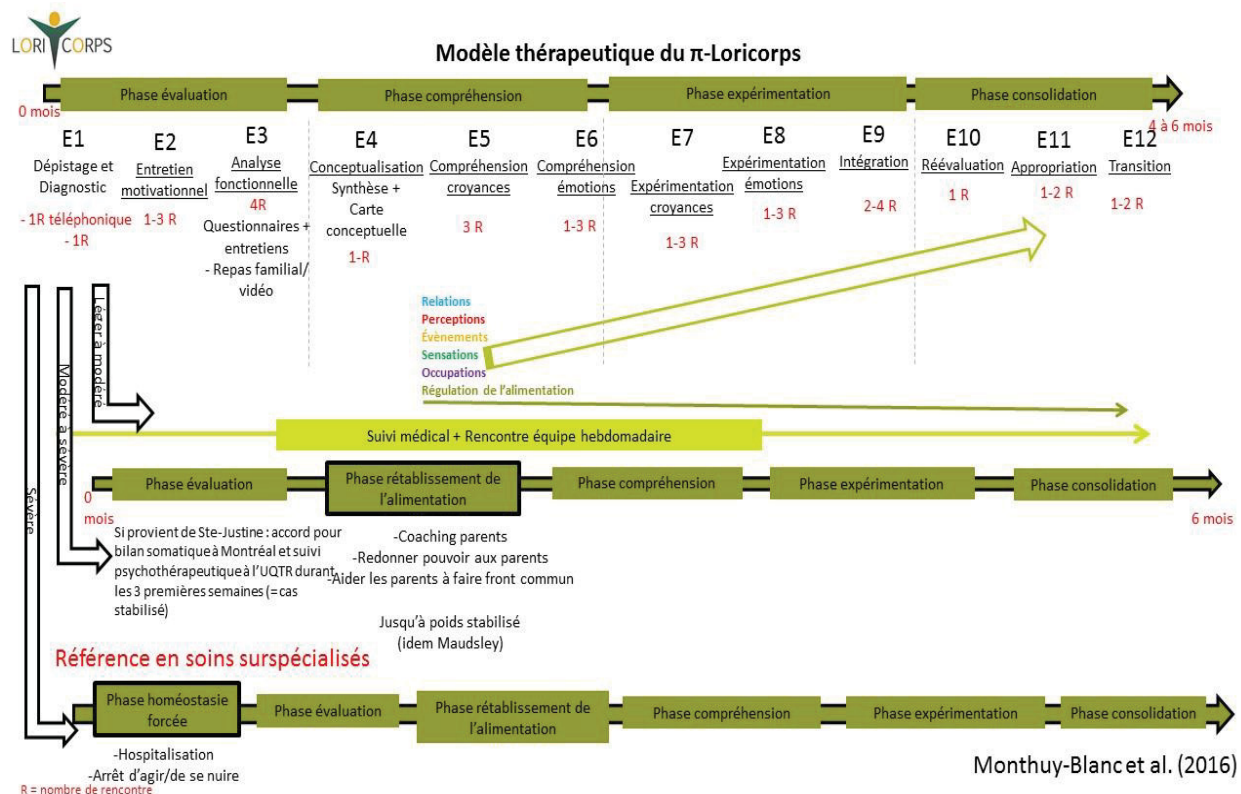 LORICORPS
Modèle thérapeutique du π-Loricorps
Phase évaluation
Phase compréhension
Phase expérimentation
Phase consolidation
0 mois
4 à 6 mois
E1
Dépistage et
Diagnostic
- 1R téléphonique
- 1R
E2
Entretien
motivationnel
1-3 R
E3
Analyse
fonctionnelle
4R
Questionnaires +
entretiens
- Repas familial/
vidéo
E4
Conceptualisation
Synthèse +
Carte
conceptuelle
1-R
E5
Compréhension
croyances
3 R
E6
Compréhension
émotions
1-3 R
E7
Expérimentation
croyances
1-3 R
E8
Expérimentation
émotions
1-3 R
E9
Intégration
2-4 R
E10
Réévaluation
1 R
E11
Appropriation
1-2 R
E12
Transition
1-2 R
Relations
Perceptions
Évènements
Sensations
Occupations
Régulation de l'alimentation
Léger à modéré
Modéré à sévère
Sévère
Suivi médical + Rencontre équipe hebdomadaire
Phase évaluation
Phase rétablissement de
l'alimentation
Phase compréhension
Phase expérimentation
Phase consolidation
0
mois
6 mois
Si provient de Ste-Justine : accord pour
bilan somatique à Montréal et suivi
psychothérapeutique à l'UQTR durant
les 3 premières semaines (= cas
stabilisé)
-Coaching parents
-Redonner pouvoir aux parents
-Aider les parents à faire front commun
Jusqu'à poids stabilisé
(idem Maudsley)
Référence en soins surspécialisés
Phase homéostasie
forcée
Phase évaluation
Phase rétablissement de
l'alimentation
Phase compréhension
Phase expérimentation
Phase consolidation
-Hospitalisation
-Arrêt d'agir/de se nuire
R = nombre de rencontre
Monthuy-Blanc et al. (2016)